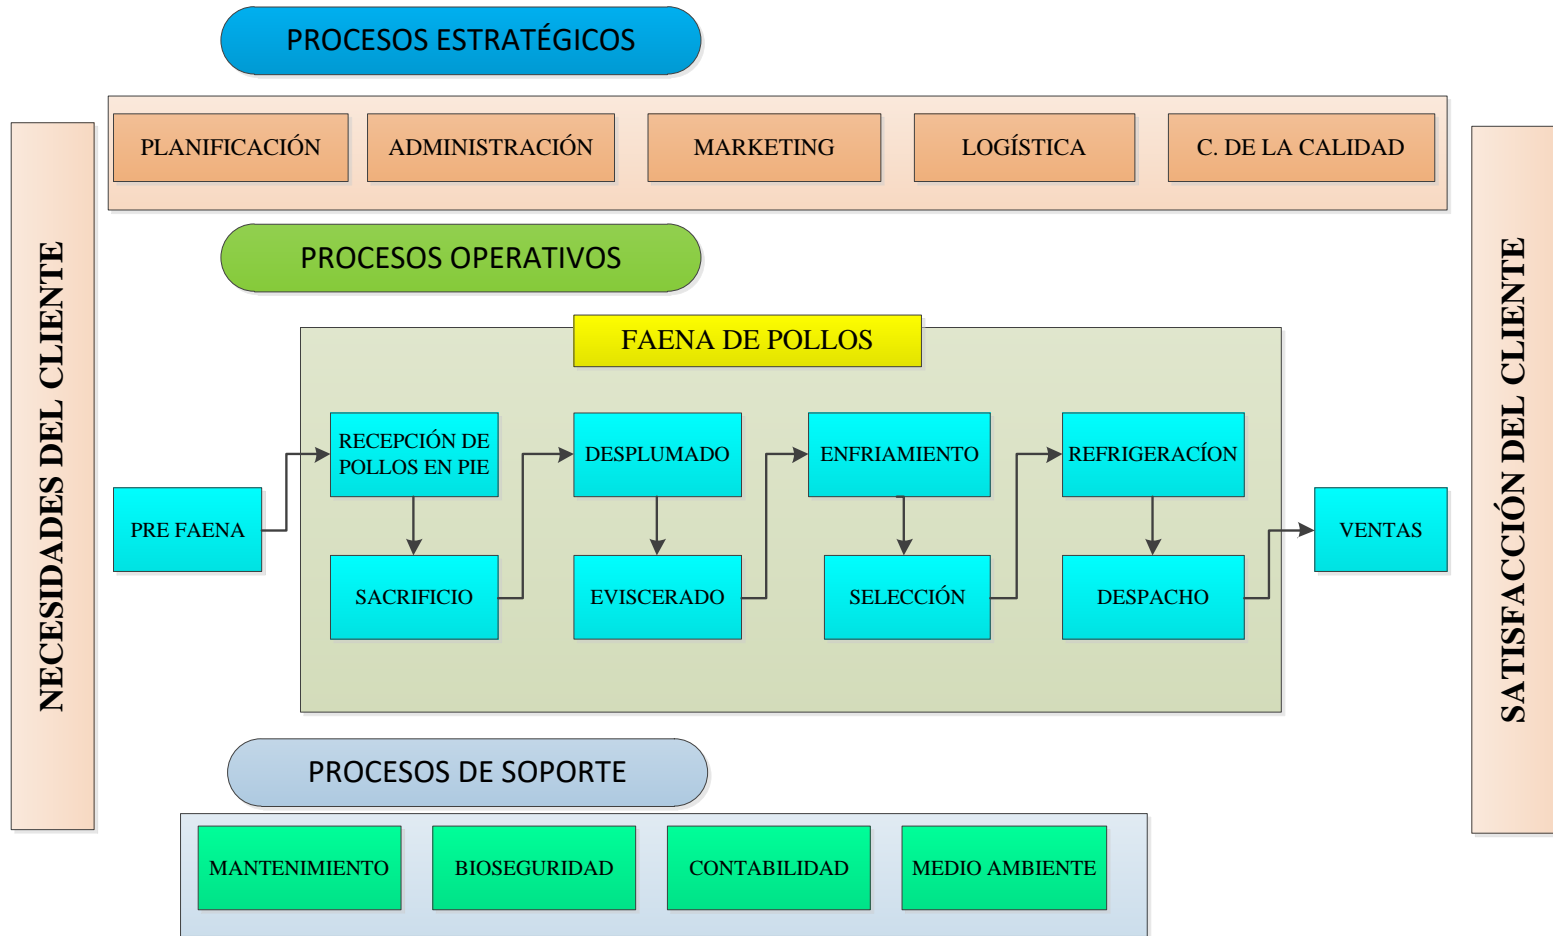 PROCESOS ESTRATÉGICOS
PLANIFICACIÓN
ADMINISTRACIÓN
MARKETING
LOGÍSTICA
C. DE LA CALIDAD
NECESIDADES DEL CLIENTE
PROCESOS OPERATIVOS
FAENA DE POLLOS
PRE FAENA
RECEPCIÓN DE
POLLOS EN PIE
SACRIFICIO
DESPLUMADO
EVISCERADO
ENFRIAMIENTO
SELECCIÓN
REFRIGERACÍON
DESPACHO
VENTAS
SATISFACCIÓN DEL CLIENTE
PROCESOS DE SOPORTE
MANTENIMIENTO
BIOSEGURIDAD
CONTABILIDAD
MEDIO AMBIENTE